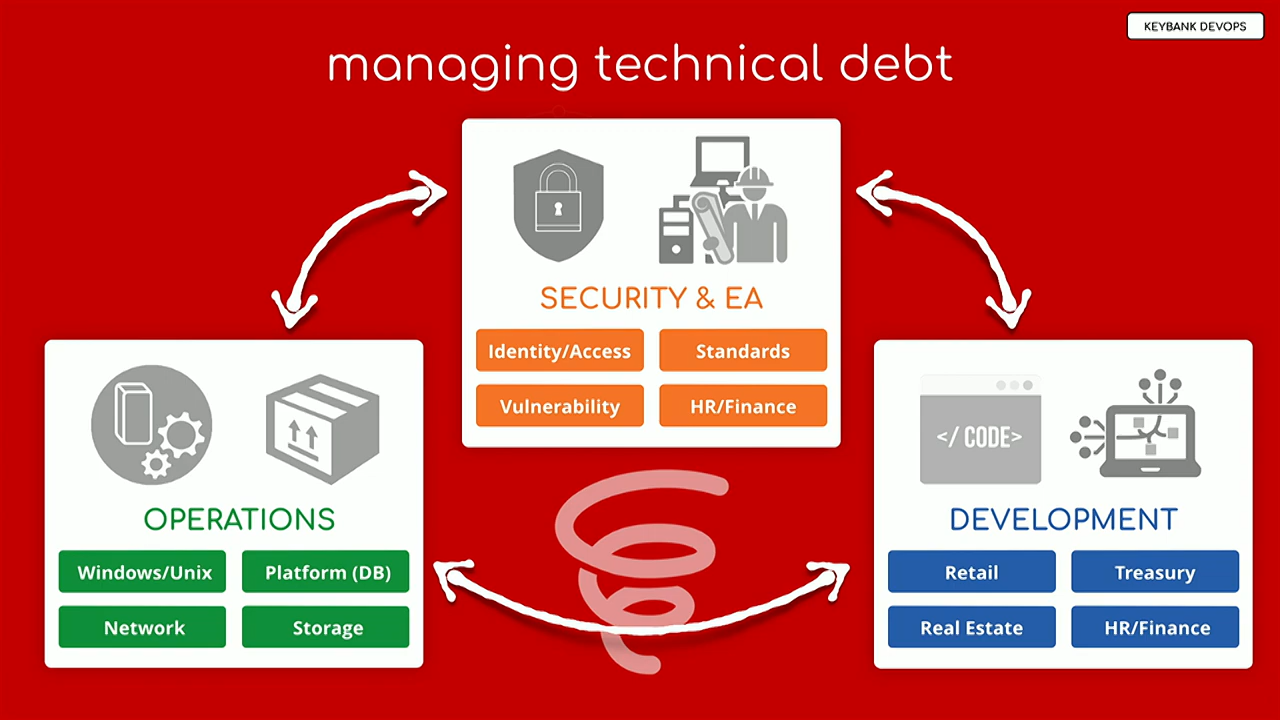 KEYBANK DEVOPS
managing technical debt
SECURITY & EA
Identity/Access
Standards
Vulnerability
HR/Finance
OPERATIONS
Windows/Unix
Platform (DB)
Network
Storage
</ CODE>
DEVELOPMENT
Retail
Treasury
Real Estate
HR/Finance